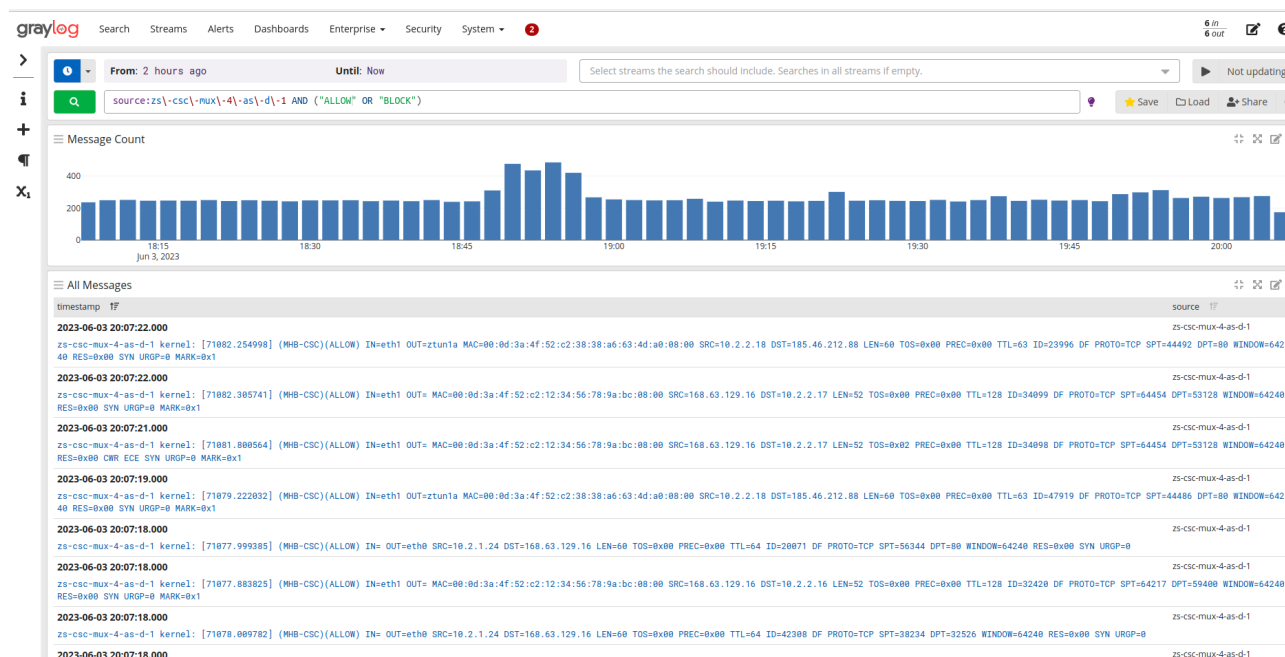 graylog Search Streams Alerts Dashboards Enterprise Security System 2 6 in
6 out
From: 2 hours ago Until: Now Select streams the search should include. Searches in all streams if empty. Not updating
source:zs\-csc\-mux\-4\-as\-d\-1 AND ("ALLOW" OR "BLOCK") Save Load Share
Message Count
400
200
0
18:15 18:30 18:45 19:00 19:15 19:30 19:45 20:00
Jun 3, 2023
All Messages
timestamp source
2023-06-03 20:07:22.000 zs-csc-mux-4-as-d-1
zs-csc-mux-4-as-d-1 kernel: [71082.254998] (MHB-CSC)(ALLOW) IN=eth1 OUT=ztun1a MAC=00:0d:3a:4f:52:c2:38:38:a6:63:4d:a0:08:00 SRC=10.2.2.18 DST=185.46.212.88 LEN=60 TOS=0x00 PREC=0x00 TTL=63 ID=23996 DF PROTO=TCP SPT=44492 DPT=80 WINDOW=642
40 RES=0x00 SYN URGP=0 MARK=0x1
2023-06-03 20:07:22.000 zs-csc-mux-4-as-d-1
zs-csc-mux-4-as-d-1 kernel: [71082.305741] (MHB-CSC)(ALLOW) IN=eth1 OUT= MAC=00:0d:3a:4f:52:c2:12:34:56:78:9a:bc:08:00 SRC=168.63.129.16 DST=10.2.2.17 LEN=52 TOS=0x00 PREC=0x00 TTL=128 ID=34099 DF PROTO=TCP SPT=64454 DPT=53128 WINDOW=64240
RES=0x00 SYN URGP=0 MARK=0x1
2023-06-03 20:07:21.000 zs-csc-mux-4-as-d-1
zs-csc-mux-4-as-d-1 kernel: [71081.800564] (MHB-CSC)(ALLOW) IN=eth1 OUT= MAC=00:0d:3a:4f:52:c2:12:34:56:78:9a:bc:08:00 SRC=168.63.129.16 DST=10.2.2.17 LEN=52 TOS=0x02 PREC=0x00 TTL=128 ID=34098 DF PROTO=TCP SPT=64454 DPT=53128 WINDOW=64240
RES=0x00 CWR ECE SYN URGP=0 MARK=0x1
2023-06-03 20:07:19.000 zs-csc-mux-4-as-d-1
zs-csc-mux-4-as-d-1 kernel: [71079.222032] (MHB-CSC)(ALLOW) IN=eth1 OUT=ztun1a MAC=00:0d:3a:4f:52:c2:38:38:a6:63:4d:a0:08:00 SRC=10.2.2.18 DST=185.46.212.88 LEN=60 TOS=0x00 PREC=0x00 TTL=63 ID=47919 DF PROTO=TCP SPT=44486 DPT=80 WINDOW=642
40 RES=0x00 SYN URGP=0 MARK=0x1
2023-06-03 20:07:18.000 zs-csc-mux-4-as-d-1
zs-csc-mux-4-as-d-1 kernel: [71077.999385] (MHB-CSC)(ALLOW) IN= OUT=eth0 SRC=10.2.1.24 DST=168.63.129.16 LEN=60 TOS=0x00 PREC=0x00 TTL=64 ID=20071 DF PROTO=TCP SPT=56344 DPT=80 WINDOW=64240 RES=0x00 SYN URGP=0
2023-06-03 20:07:18.000 zs-csc-mux-4-as-d-1
zs-csc-mux-4-as-d-1 kernel: [71077.883825] (MHB-CSC)(ALLOW) IN=eth1 OUT= MAC=00:0d:3a:4f:52:c2:12:34:56:78:9a:bc:08:00 SRC=168.63.129.16 DST=10.2.2.16 LEN=52 TOS=0x00 PREC=0x00 TTL=128 ID=32420 DF PROTO=TCP SPT=64217 DPT=59400 WINDOW=64240
RES=0x00 SYN URGP=0 MARK=0x1
2023-06-03 20:07:18.000 zs-csc-mux-4-as-d-1
zs-csc-mux-4-as-d-1 kernel: [71078.009782] (MHB-CSC)(ALLOW) IN= OUT=eth0 SRC=10.2.1.24 DST=168.63.129.16 LEN=60 TOS=0x00 PREC=0x00 TTL=64 ID=42308 DF PROTO=TCP SPT=38234 DPT=32526 WINDOW=64240 RES=0x00 SYN URGP=0
2023-06-03 20:07:18.000 zs-csc-mux-4-as-d-1